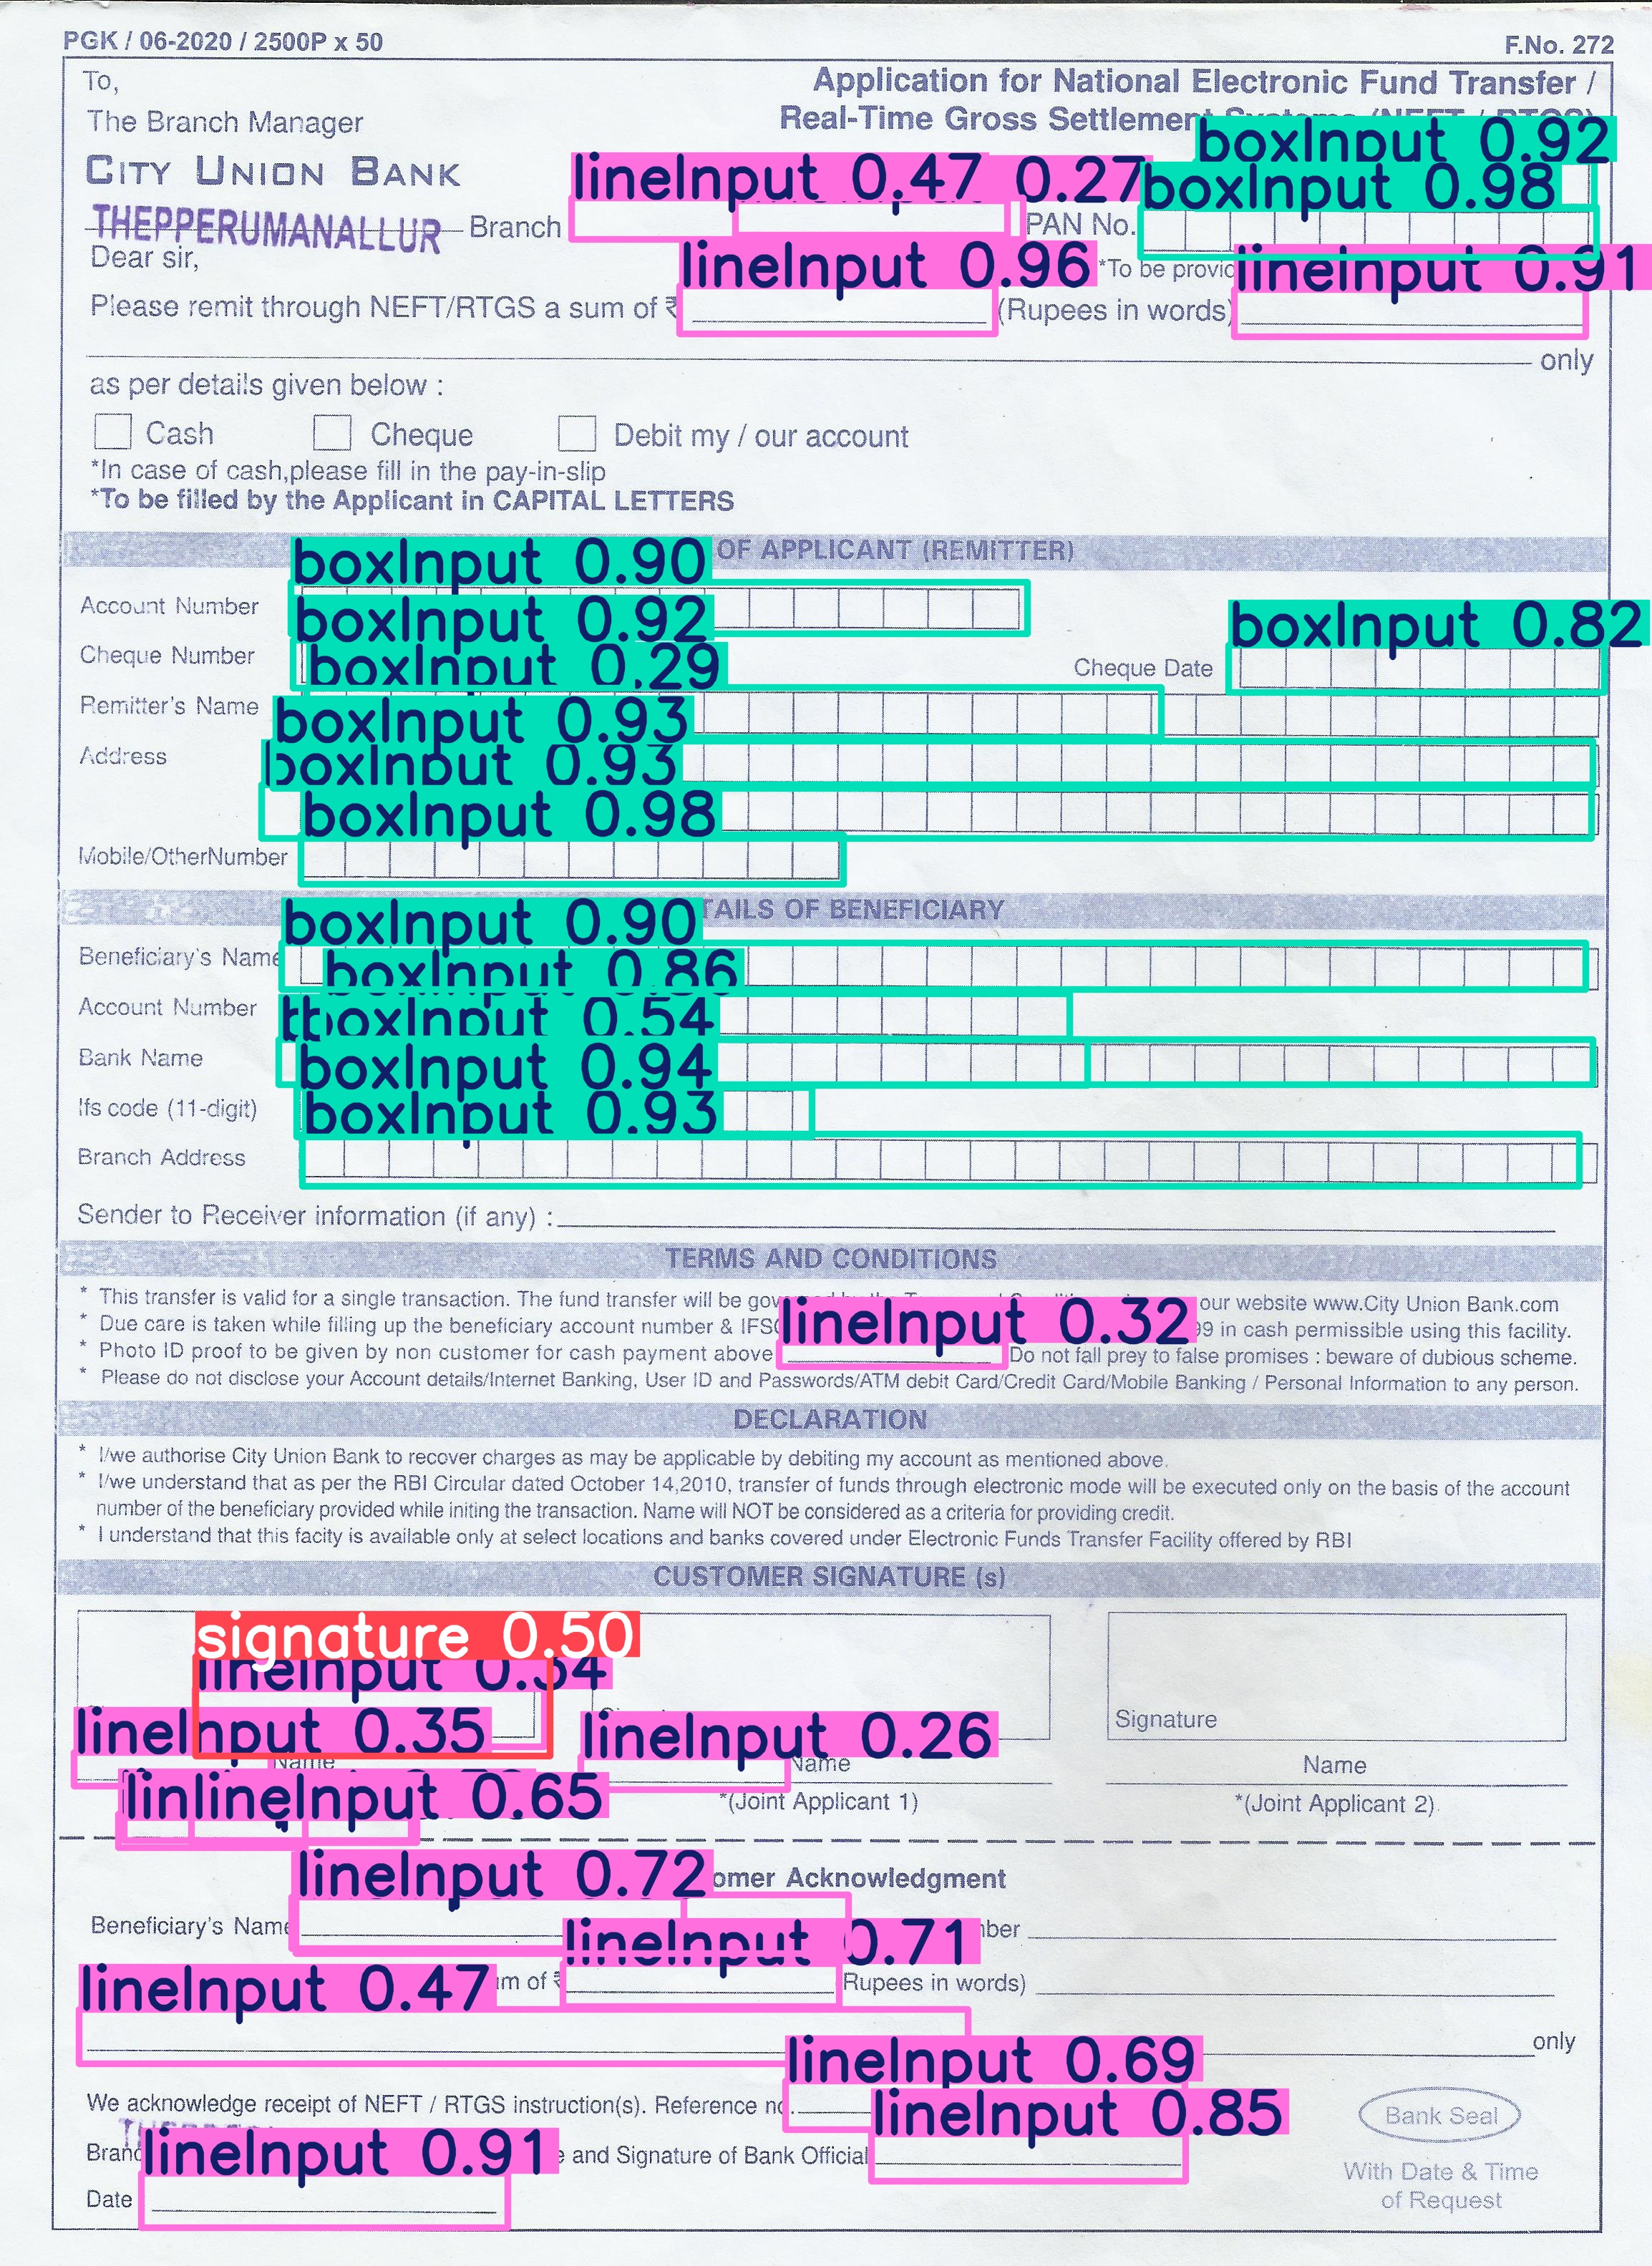 PGK / 06-2020 / 2500P x 50
F.No. 272
To,
Application for National Electronic Fund Transfer /
The Branch Manager
Real-Time Gross Settlement Systems (NEFT / RTGS)
boxInput 0.92
CITY UNION BANK
lineInput 0.47 0.27
boxInput 0.98
THEPPERUMANALLUR Branch
PAN No.
Dear sir,
lineInput 0.96
*To be
lineInput 0.91
Please remit through NEFT/RTGS a sum of ₹
(Rupees in words)
only
as per details given below :
Cash Cheque Debit my / our account
*In case of cash,please fill in the pay-in-slip
*To be filled by the Applicant in CAPITAL LETTERS
OF APPLICANT (REMITTER)
boxInput 0.90
Account Number
boxInput 0.92
boxInput 0.82
Cheque Number
boxInput 0.29
Cheque Date
Remitter's Name
boxInput 0.93
Address
boxInput 0.93
boxInput 0.98
Mobile/OtherNumber
OF BENEFICIARY
boxInput 0.90
Beneficiary's Name
boxInput 0.86
Account Number
boxInput 0.54
Bank Name
boxInput 0.94
Ifs code (11-digit)
boxInput 0.93
Branch Address
Sender to Receiver information (if any) :
TERMS AND CONDITIONS
* This transfer is valid for a single transaction. The fund transfer will be our website www.City Union Bank.com
* Due care is taken while filling up the beneficiary account number & in cash permissible using this facility.
lineInput 0.32
* Photo ID proof to be given by non customer for cash payment above Do not fall prey to false promises : beware of dubious scheme.
* Please do not disclose your Account details/Internet Banking, User ID and Passwords/ATM debit Card/Credit Card/Mobile Banking / Personal Information to any person.
DECLARATION
* I/we authorise City Union Bank to recover charges as may be applicable by debiting my account as mentioned above.
* I/we understand that as per the RBI Circular dated October 14,2010, transfer of funds through electronic mode will be executed only on the basis of the account
number of the beneficiary provided while initing the transaction. Name will NOT be considered as a criteria for providing credit.
* I understand that this facity is available only at select locations and banks covered under Electronic Funds Transfer Facility offered by RBI
CUSTOMER SIGNATURE (s)
signature 0.50
lineInput
lineInput 0.35
lineInput 0.26
Signature
Name
Name
Name
lineInput 0.65
*(Joint Applicant 1)
*(Joint Applicant 2)
lineInput 0.72
Acknowledgment
Beneficiary's Name
lineInput 0.71
lineInput 0.47
of ₹
Rupees in words)
only
lineInput 0.69
We acknowledge receipt of NEFT / RTGS instruction(s). Reference no.
lineInput 0.85
Bank Seal
lineInput 0.91
and Signature of Bank Official
With Date & Time
Date
of Request